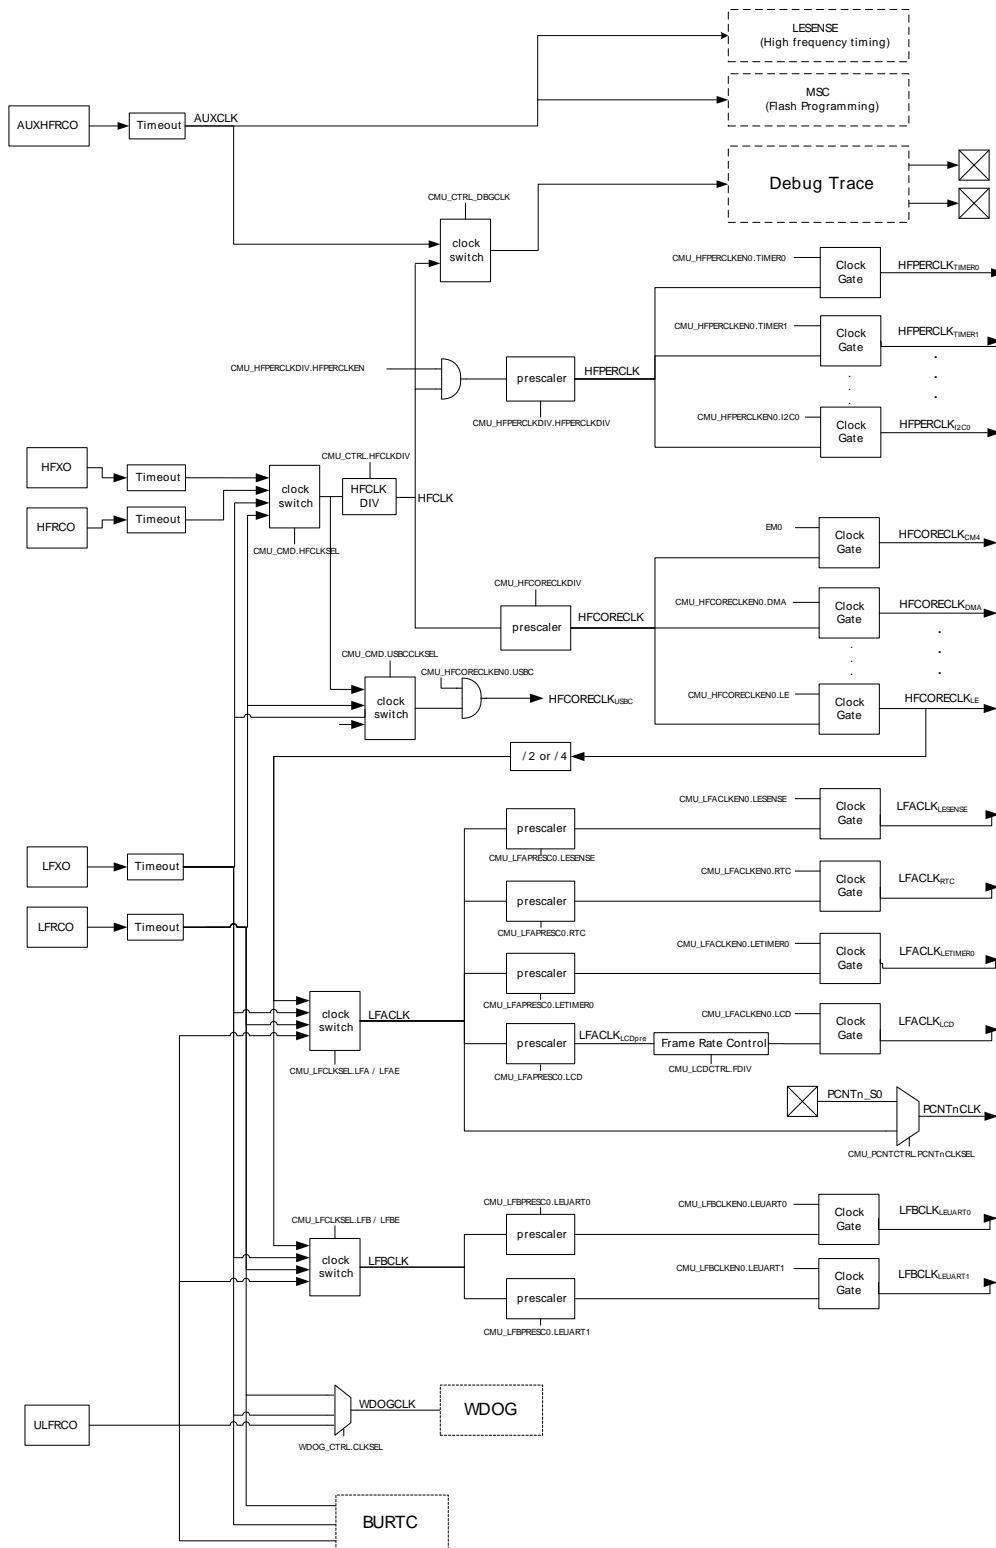 LESENSE
(High frequency timing)
MSC
(Flash Programming)
AUXHFRCO
Timeout
AUXCLK
Debug Trace
CMU_CTRL_DBGCLK
clock
switch
CMU_HFPERCLKEN0.TIMER0
Clock
Gate
HFPERCLKTIMER0
CMU_HFPERCLKEN0.TIMER1
Clock
Gate
HFPERCLKTIMER1
CMU_HFPERCLKDIV.HFPERCLKEN
prescaler
HFPERCLK
CMU_HFPERCLKDIV.HFPERCLKDIV
CMU_HFPERCLKEN0.I2C0
Clock
Gate
HFPERCLKI2C0
HFXO
Timeout
HFRCO
Timeout
clock
switch
CMU_CMD.HFCLKSEL
CMU_CTRL.HFCLKDIV
HFCLK
DIV
HFCLK
EM0
Clock
Gate
HFCORECLKCM4
CMU_HFCORECLKDIV
prescaler
HFCORECLK
CMU_HFCORECLKEN0.DMA
Clock
Gate
HFCORECLKDMA
CMU_CMD.USBCCLKSEL
clock
switch
CMU_HFCORECLKEN0.USBC
HFCORECLKUSBC
CMU_HFCORECLKEN0.LE
Clock
Gate
HFCORECLKLE
/ 2 or / 4
LFXO
Timeout
LFRCO
Timeout
prescaler
CMU_LFAPRESC0.LESENSE
CMU_LFACLKEN0.LESENSE
Clock
Gate
LFACLKLESENSE
prescaler
CMU_LFAPRESC0.RTC
CMU_LFACLKEN0.RTC
Clock
Gate
LFACLKRTC
prescaler
CMU_LFAPRESC0.LETIMER0
CMU_LFACLKEN0.LETIMER0
Clock
Gate
LFACLKLETIMER0
clock
switch
LFACLK
CMU_LFCLKSEL.LFA / LFAE
prescaler
CMU_LFAPRESC0.LCD
LFACLKLCDpre
Frame Rate Control
CMU_LCDCTRL.FDIV
CMU_LFACLKEN0.LCD
Clock
Gate
LFACLKLCD
PCNTn_S0
PCNTnCLK
CMU_PCNTCTRL.PCNTnCLKSEL
CMU_LFCLKSEL.LFB / LFBE
clock
switch
LFBCLK
CMU_LFBPRESC0.LEUART0
prescaler
CMU_LFBCLKEN0.LEUART0
Clock
Gate
LFBCLKLEUART0
prescaler
CMU_LFBPRESC0.LEUART1
CMU_LFBCLKEN0.LEUART1
Clock
Gate
LFBCLKLEUART1
ULFRCO
WDOGCLK
WDOG_CTRL.CLKSEL
WDOG
BURTC